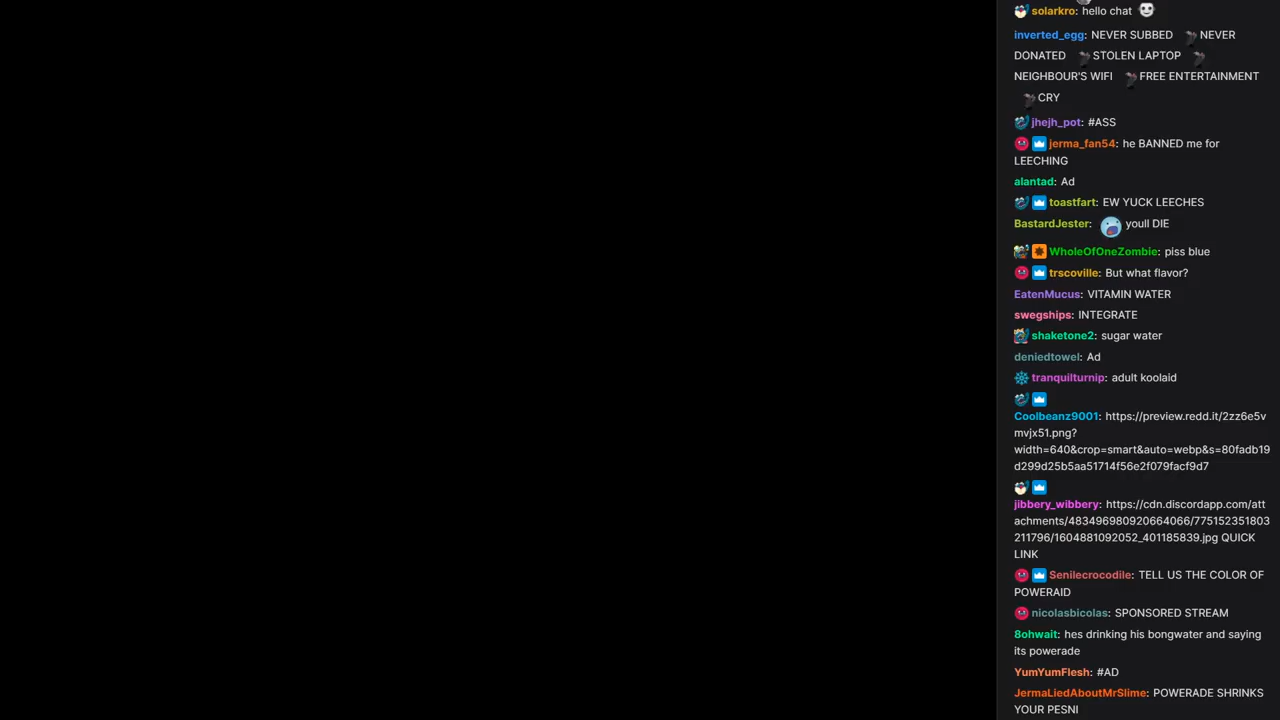 solarkro: hello chat
inverted_egg: NEVER SUBBED NEVER
DONATED STOLEN LAPTOP
NEIGHBOUR'S WIFI FREE ENTERTAINMENT
CRY
jhejh_pot: #ASS
jerma_fan54: he BANNED me for
LEECHING
alantad: Ad
toastfart: EW YUCK LEECHES
BastardJester: youll DIE
WholeOfOneZombie: piss blue
trscoville: But what flavor?
EatenMucus: VITAMIN WATER
swegships: INTEGRATE
shaketone2: sugar water
deniedtowel: Ad
tranquilturnip: adult koolaid
Coolbeanz9001: https://preview.redd.it/2zz6e5v
mvjx51.png?
width=640&crop=smart&auto=webp&s=80fadb19
d299d25b5aa51714f56e2f079facf9d7
jibbery_wibbery: https://cdn.discordapp.com/att
achments/483496980920664066/775152351803
211796/1604881092052_401185839.jpg QUICK
LINK
Senilecrocodile: TELL US THE COLOR OF
POWERAID
nicolasbicolas: SPONSORED STREAM
8ohwait: hes drinking his bongwater and saying
its powerade
YumYumFlesh: #AD
JermaLiedAboutMrSlime: POWERADE SHRINKS
YOUR PESNI